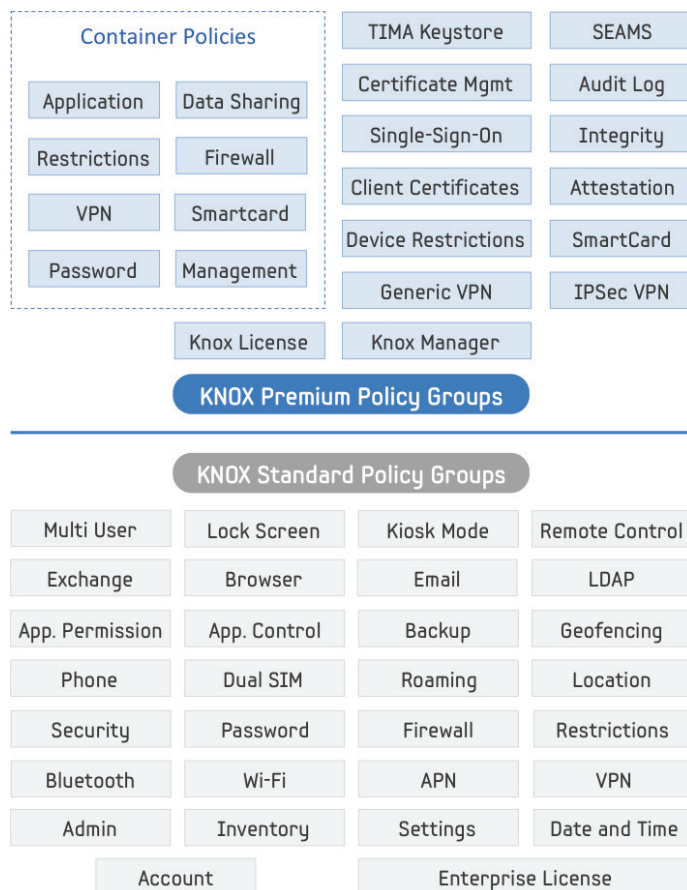 Container Policies
Application
Data Sharing
Restrictions
Firewall
VPN
Smartcard
Password
Management
TIMA Keystore
SEAMS
Certificate Mgmt
Audit Log
Single-Sign-On
Integrity
Client Certificates
Attestation
Device Restrictions
SmartCard
Generic VPN
IPSec VPN
Knox License
Knox Manager
KNOX Premium Policy Groups
KNOX Standard Policy Groups
Multi User
Lock Screen
Kiosk Mode
Remote Control
Exchange
Browser
Email
LDAP
App. Permission
App. Control
Backup
Geofencing
Phone
Dual SIM
Roaming
Location
Security
Password
Firewall
Restrictions
Bluetooth
Wi-Fi
APN
VPN
Admin
Inventory
Settings
Date and Time
Account
Enterprise License